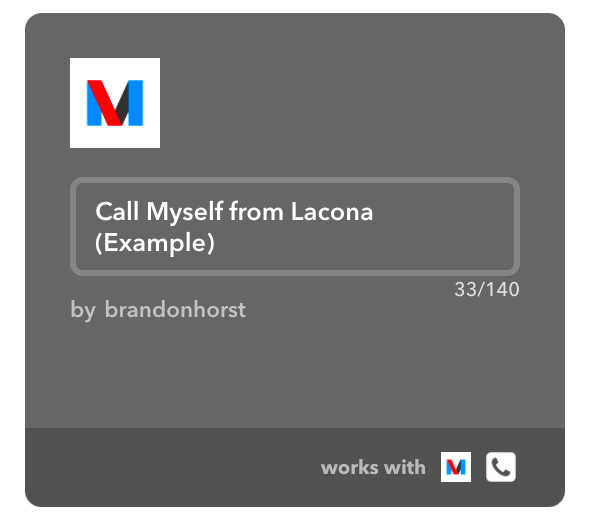 Call Myself from Lacona
(Example)
33/140
by brandonhorst
works with